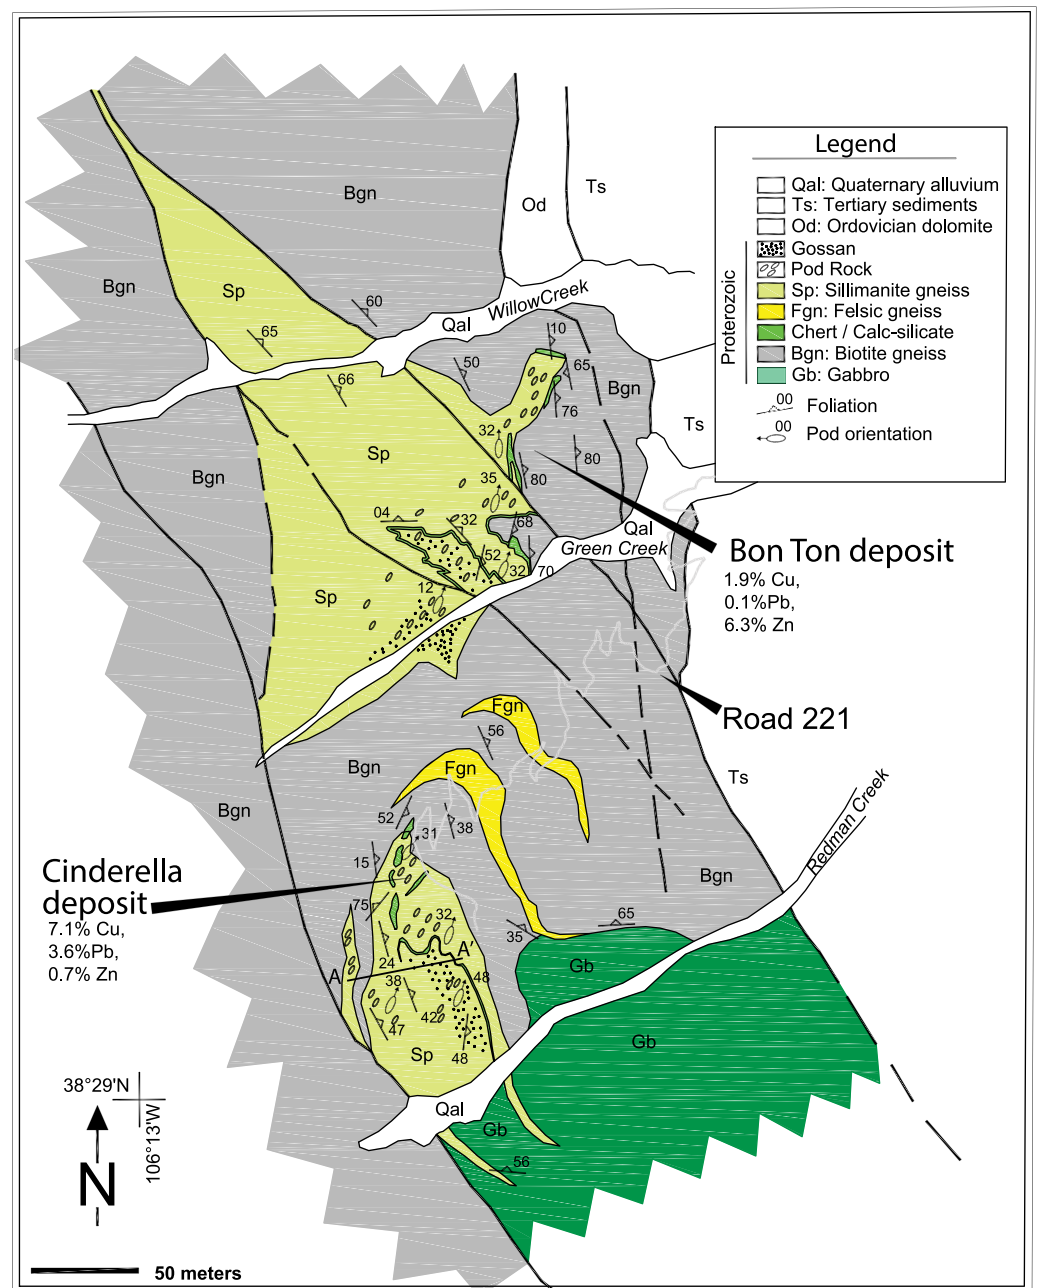 Legend
Qal: Quaternary alluvium
Ts: Tertiary sediments
Od: Ordovician dolomite
Gossan
Pod Rock
Sp: Sillimanite gneiss
Fgn: Felsic gneiss
Chert / Calc-silicate
Bgn: Biotite gneiss
Gb: Gabbro
Proterozoic
00
Foliation
00
Pod orientation
Bgn
Ts
Od
Bgn
Sp
60
WillowCreek
Qal
65
10
50
65
66
Bgn
76
Ts
32
Sp
80
Bgn
35
80
04
32
68
Qal
Green Creek
52
32
70
12
Sp
Bon Ton deposit
1.9% Cu,
0.1%Pb,
6.3% Zn
Road 221
Fgn
56
Bgn
Fgn
Ts
Bgn
52
31
38
Redman Creek
15
Bgn
Cinderella
deposit
7.1% Cu,
3.6%Pb,
0.7% Zn
75
32
65
35
A'
24
A
38
48
Gb
42
47
48
Sp
Gb
Qal
Gb
56
38°29'N
106°13'W
N
50 meters